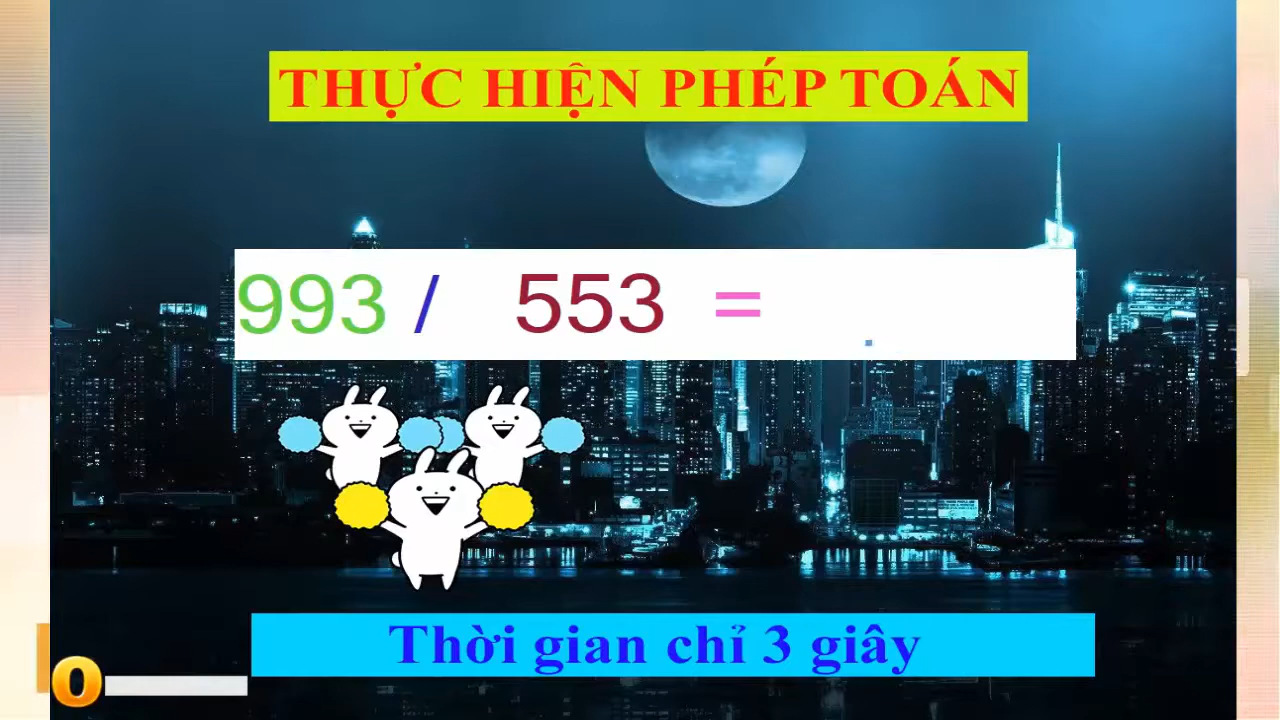 THỰC HIỆN PHÉP TOÁN
993 / 553 = .
Thời gian chỉ 3 giây
0